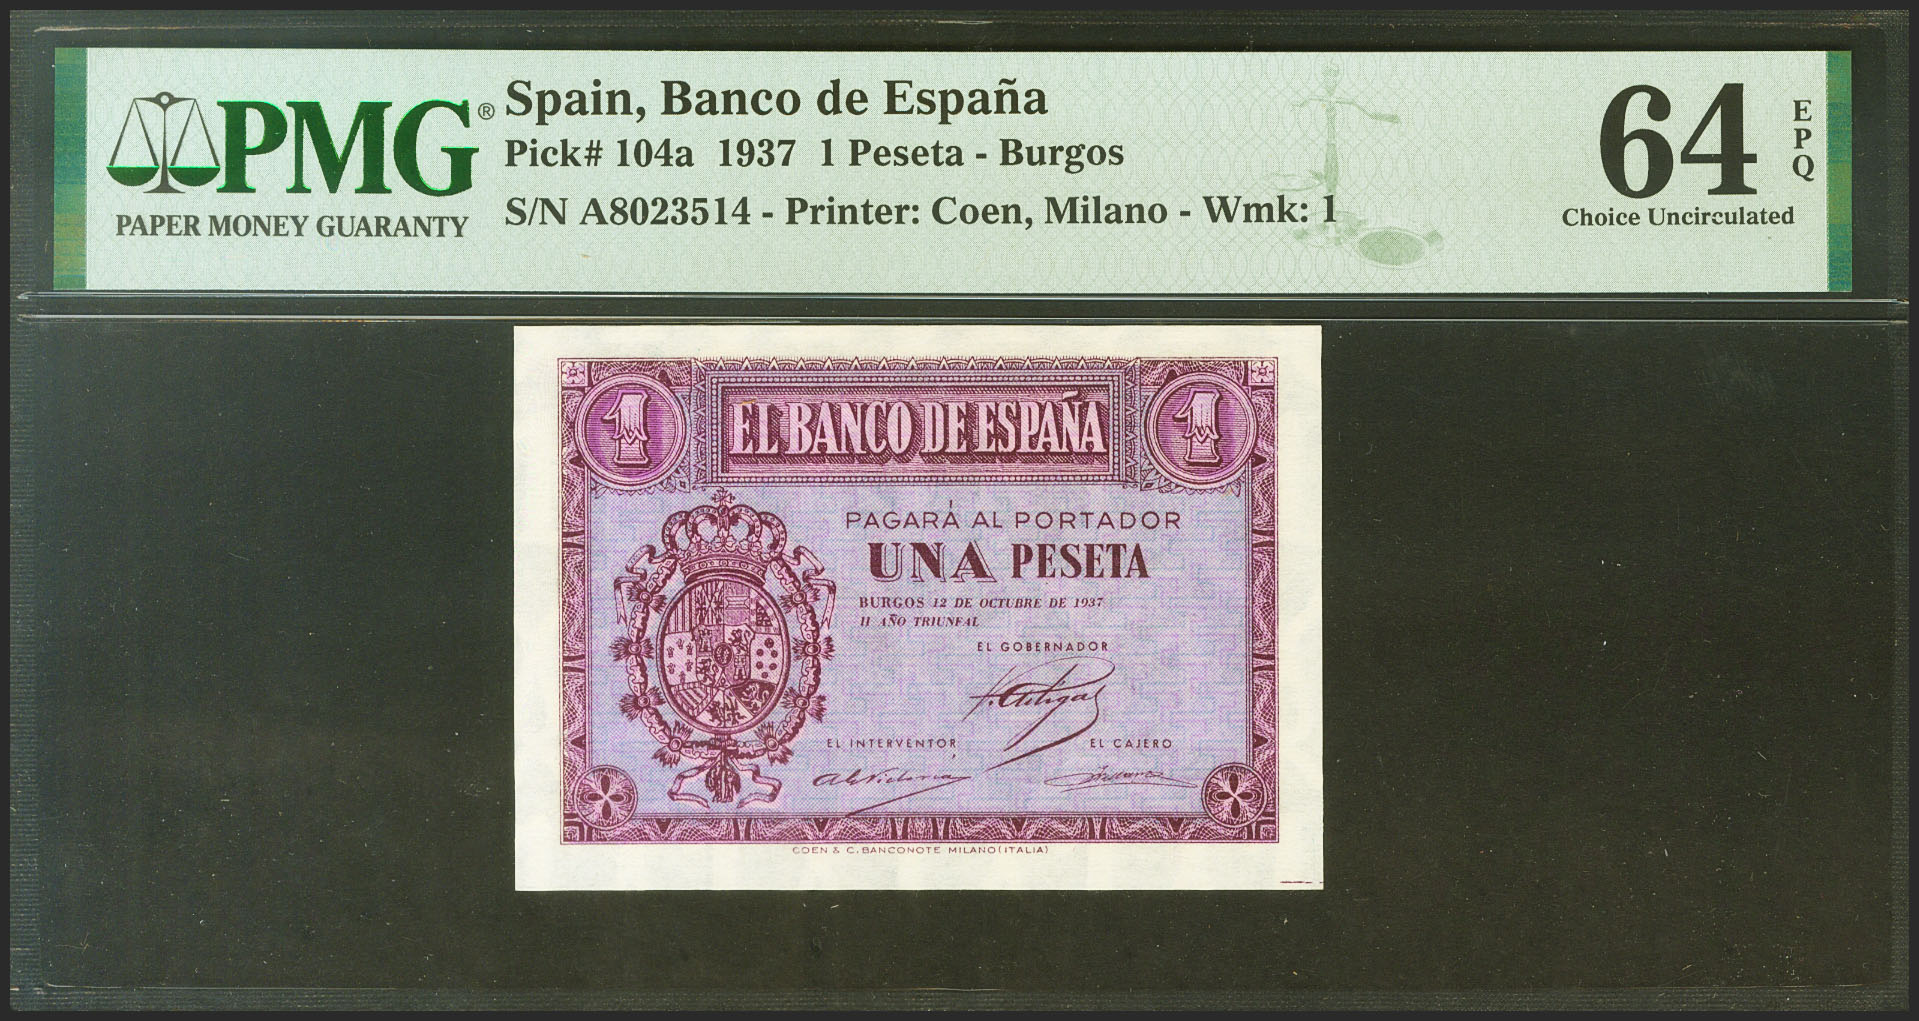 PMG®
PAPER MONEY GUARANTY
Spain, Banco de España
Pick# 104a 1937 1 Peseta - Burgos
S/N A8023514 - Printer: Coen, Milano - Wmk: 1
64
EPQ
Choice Uncirculated
1
EL BANCO DE ESPAÑA
1
PAGARÁ AL PORTADOR
UNA PESETA
BURGOS 12 DE OCTUBRE DE 1937
II AÑO TRIUNFAL
EL GOBERNADOR
EL INTERVENTOR
EL CAJERO
COEN & C. BANCONOTE MILANO (ITALIA)